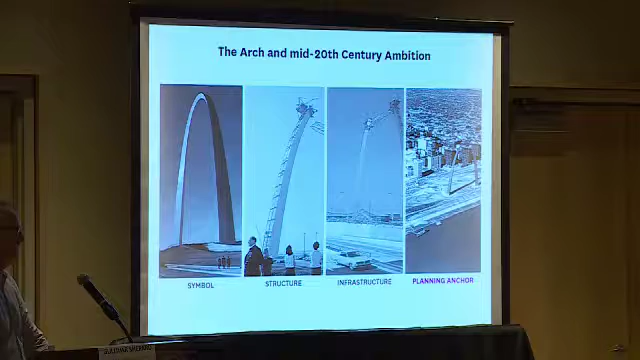 The Arch and mid-20th Century Ambition
SYMBOL
STRUCTURE
INFRASTRUCTURE
PLANNING ANCHOR